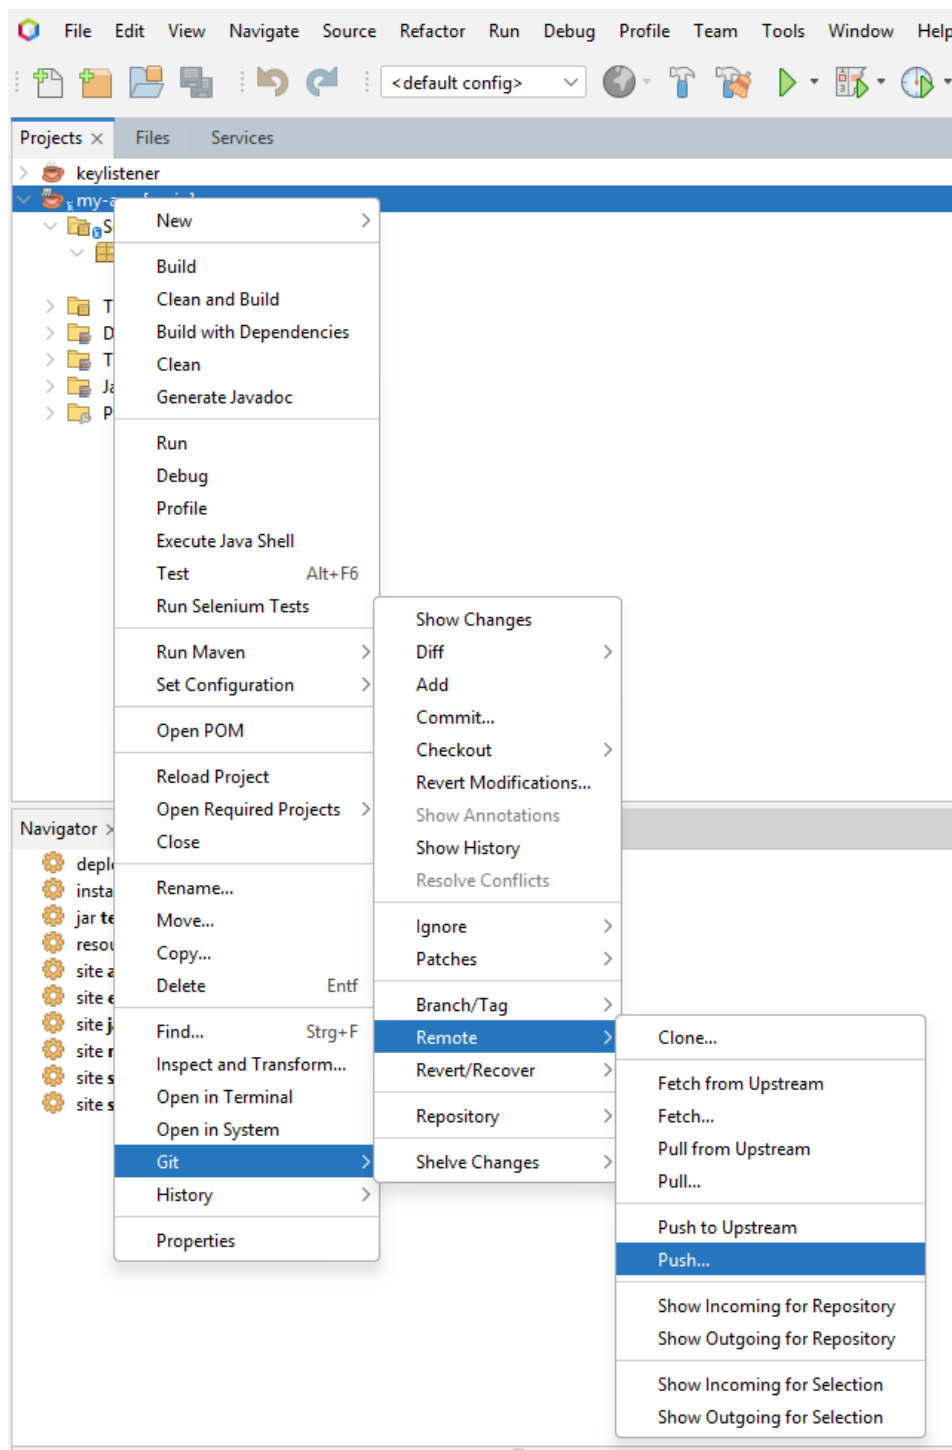 File Edit View Navigate Source Refactor Run Debug Profile Team Tools Window Help
<default config>
Projects Files Services
keylistener
New
Build
Clean and Build
Build with Dependencies
Clean
Generate Javadoc
Run
Debug
Profile
Execute Java Shell
Test Alt+F6
Run Selenium Tests
Run Maven
Set Configuration
Open POM
Reload Project
Open Required Projects
Close
Rename...
Move...
Copy...
Delete Entf
Find... Strg+F
Inspect and Transform...
Open in Terminal
Open in System
Git
History
Properties
Show Changes
Diff
Add
Commit...
Checkout
Revert Modifications...
Show Annotations
Show History
Resolve Conflicts
Ignore
Patches
Branch/Tag
Remote
Revert/Recover
Repository
Shelve Changes
Clone...
Fetch from Upstream
Fetch...
Pull from Upstream
Pull...
Push to Upstream
Push...
Show Incoming for Repository
Show Outgoing for Repository
Show Incoming for Selection
Show Outgoing for Selection
Navigator
jar
site
site
site
site
site
site